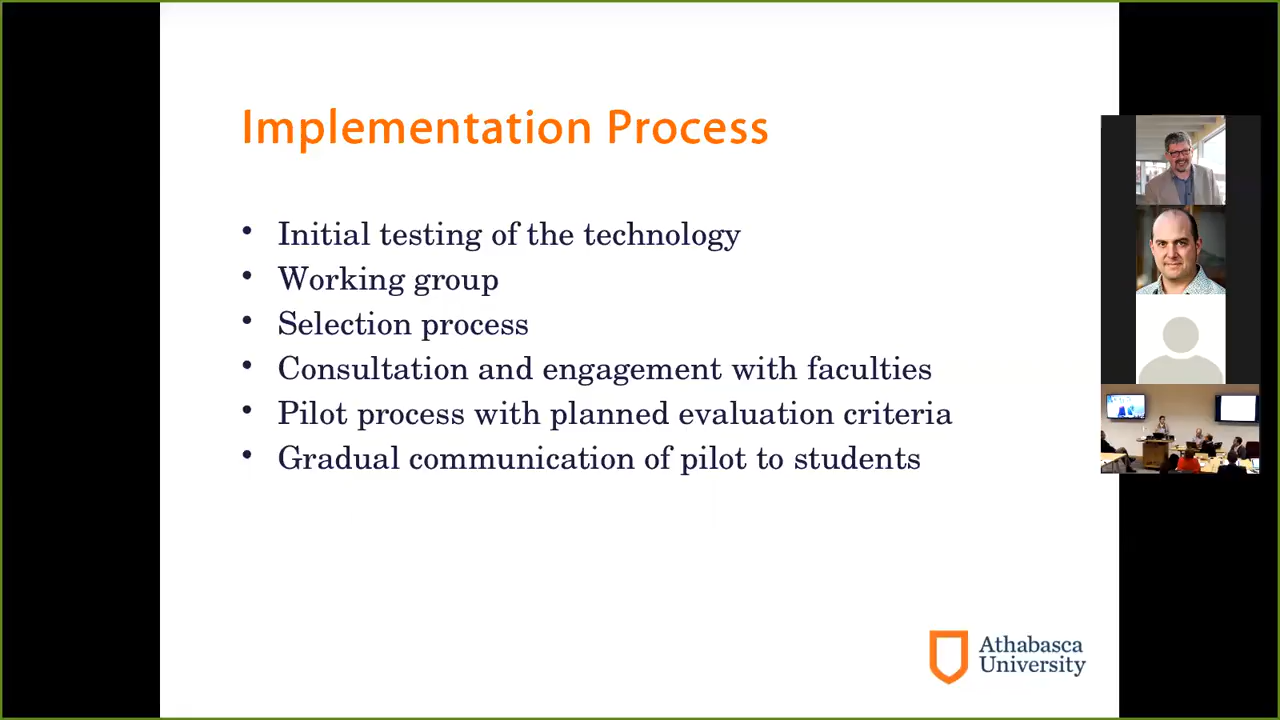 Implementation Process
• Initial testing of the technology
• Working group
• Selection process
• Consultation and engagement with faculties
• Pilot process with planned evaluation criteria
• Gradual communication of pilot to students
Athabasca
University